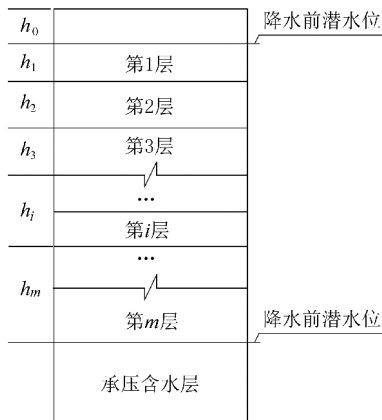 h₀
降水前潜水位
h₁
第1层
h₂
第2层
h₃
第3层
...
hᵢ
第i层
...
hₘ
第m层
降水前潜水位
承压含水层